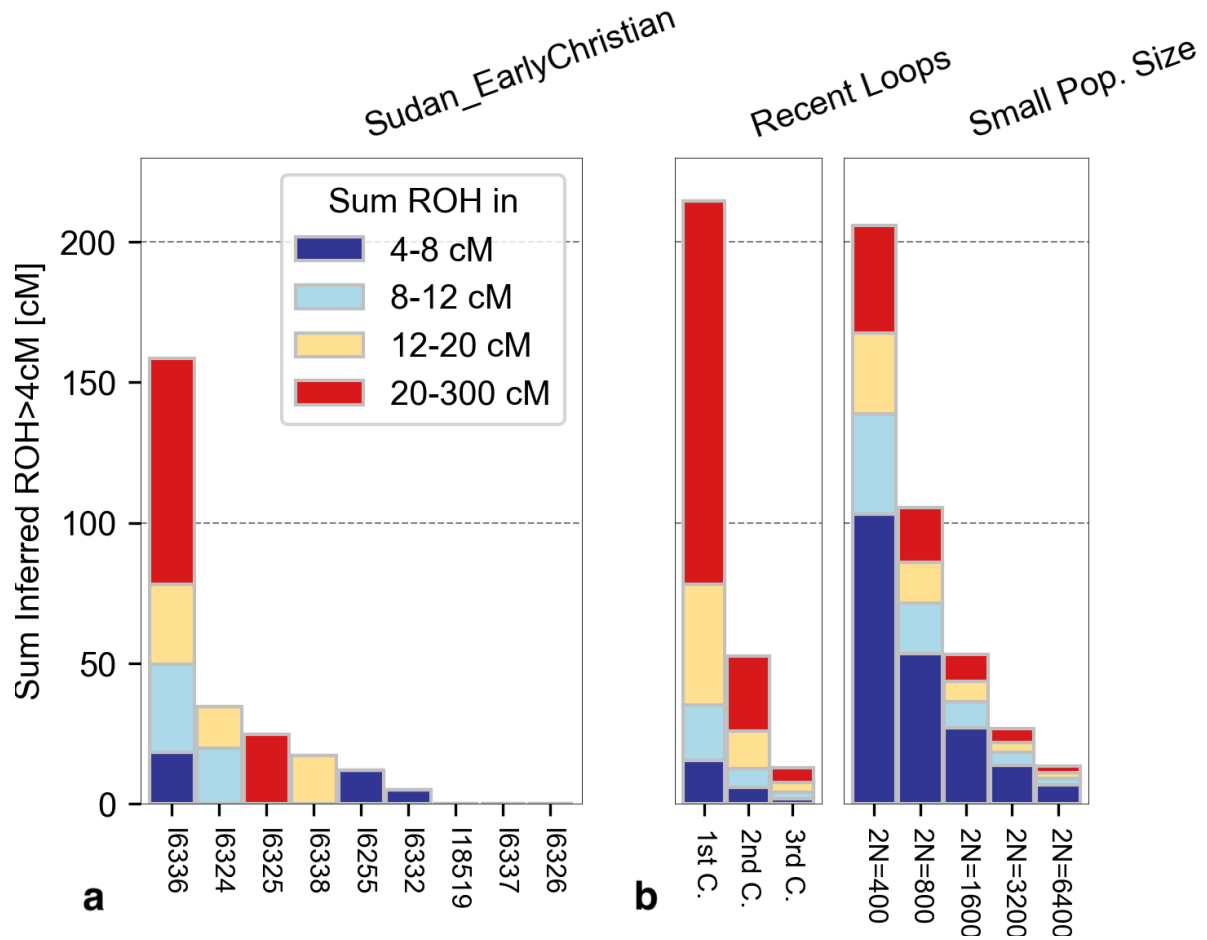 Sudan_EarlyChristian
Recent Loops
Small Pop. Size
Sum Inferred ROH>4cM [cM]
200
150
100
50
0
Sum ROH in
4-8 cM
8-12 cM
12-20 cM
20-300 cM
I6336
I6324
I6325
I6338
I6255
I6332
I18519
I6337
I6326
1st C.
2nd C.
3rd C.
2N=400
2N=800
2N=1600
2N=3200
2N=6400
a
b